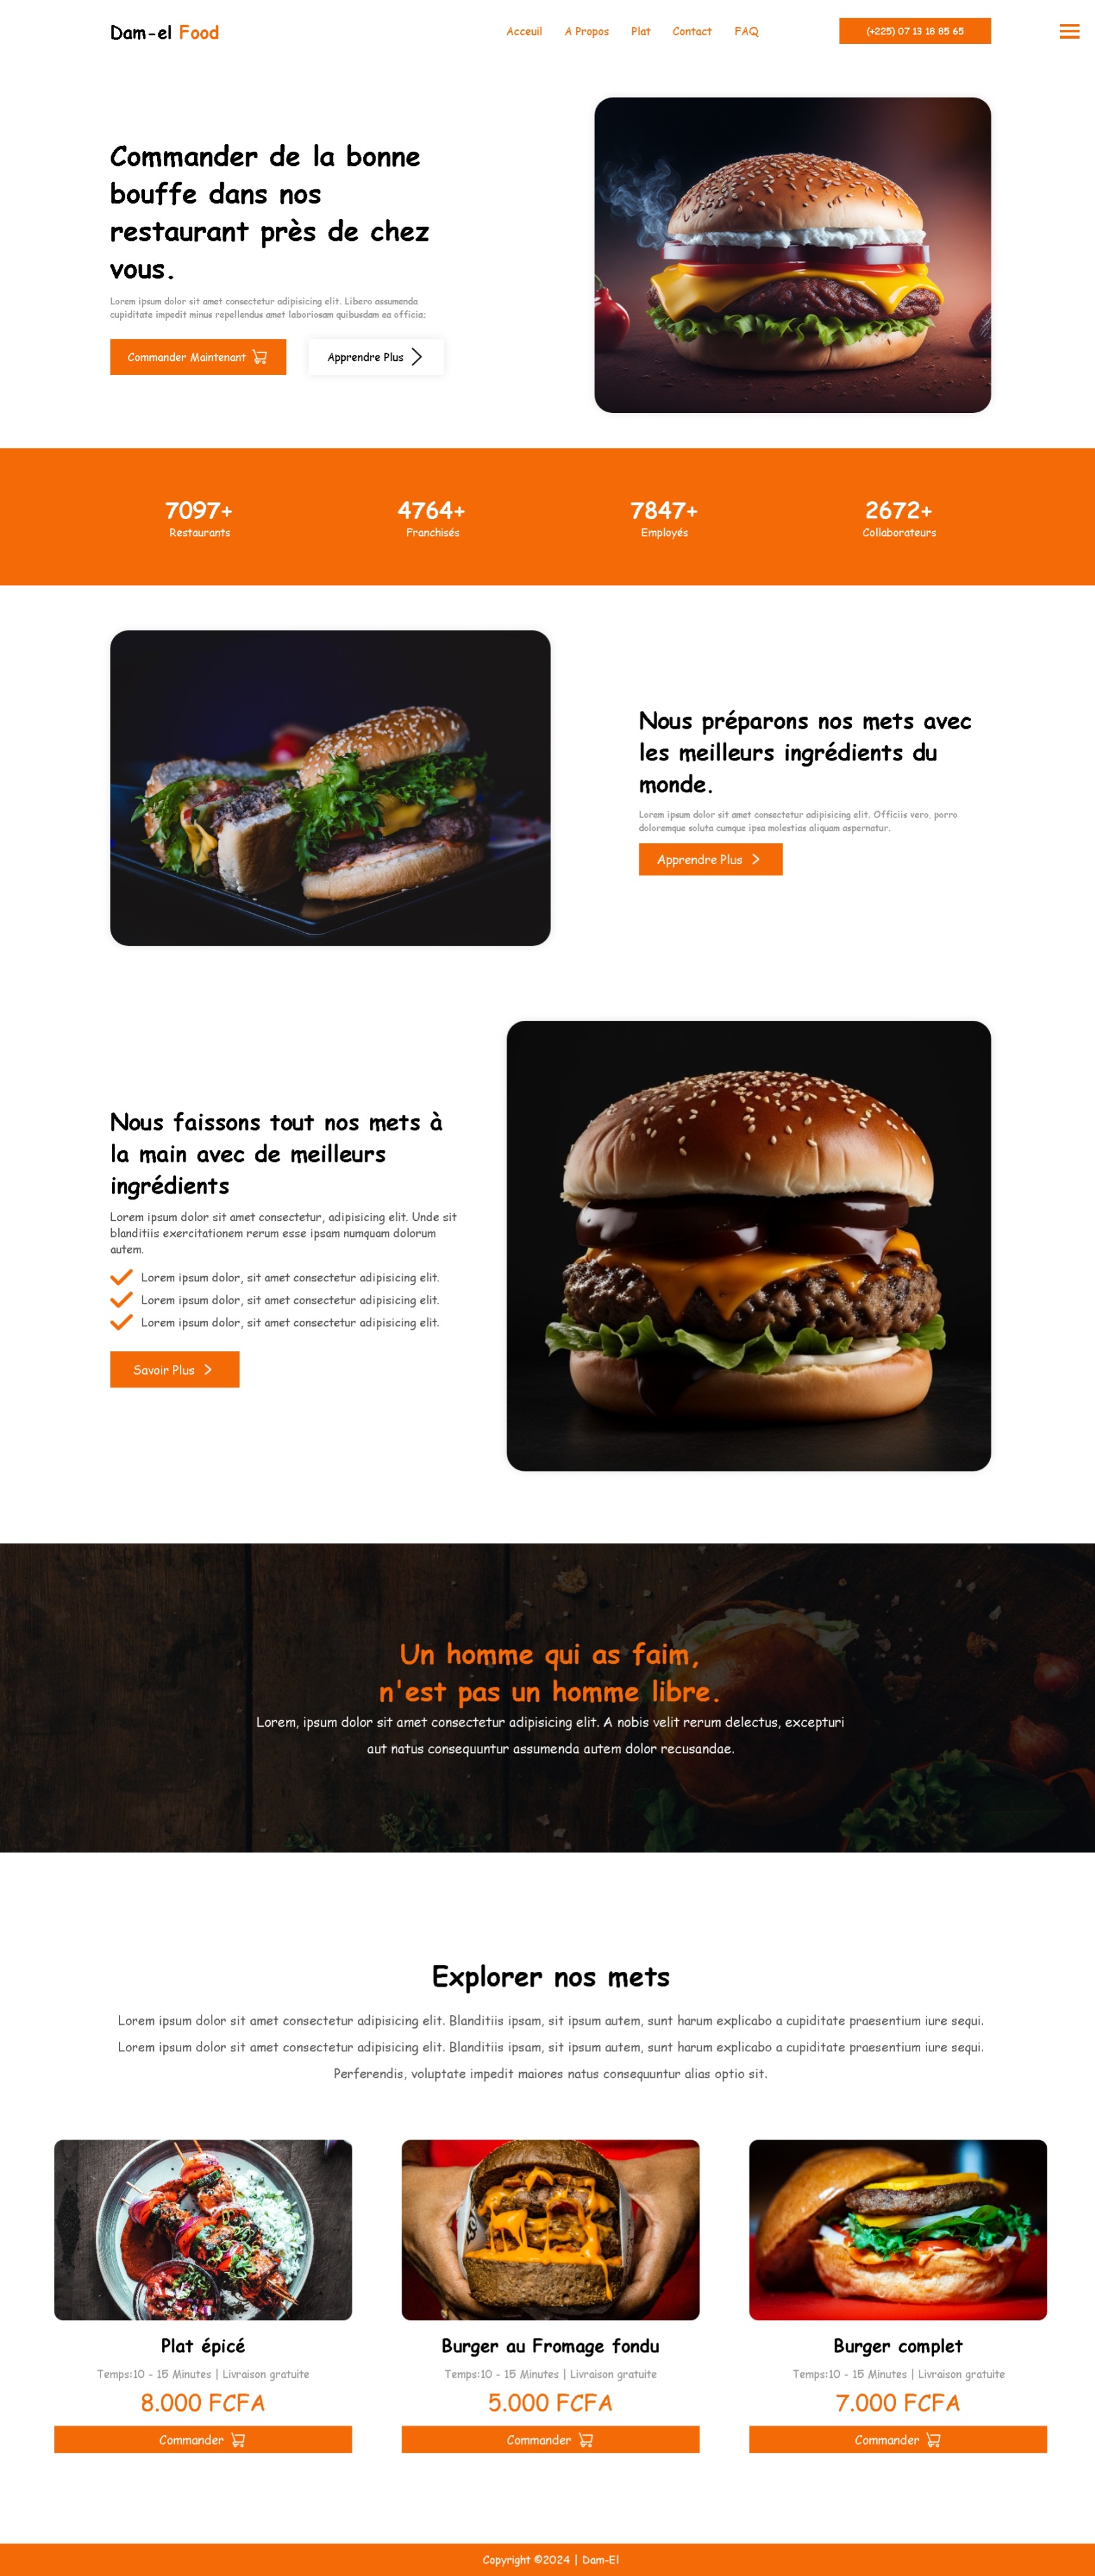 Dam-el Food
Acceuil A Propos Plat Contact FAQ
(+225) 07 13 18 85 65
Commander de la bonne
bouffe dans nos
restaurant près de chez
vous.
Lorem ipsum dolor sit amet consectetur adipisicing elit. Libero assumenda
cupiditate impedit minus repellendus amet laboriosam quibusdam ea officia;
Commander Maintenant
Apprendre Plus
7097+
Restaurants
4764+
Franchisés
7847+
Employés
2672+
Collaborateurs
Nous préparons nos mets avec
les meilleurs ingrédients du
monde.
Lorem ipsum dolor sit amet consectetur adipisicing elit. Officiis vero, porro
doloremque soluta cumque ipsa molestias aliquam aspernatur.
Apprendre Plus
Nous faissons tout nos mets à
la main avec de meilleurs
ingrédients
Lorem ipsum dolor sit amet consectetur, adipisicing elit. Unde sit
blanditiis exercitationem rerum esse ipsam numquam dolorum
autem.
Lorem ipsum dolor, sit amet consectetur adipisicing elit.
Lorem ipsum dolor, sit amet consectetur adipisicing elit.
Lorem ipsum dolor, sit amet consectetur adipisicing elit.
Savoir Plus
Un homme qui as faim,
n'est pas un homme libre.
Lorem, ipsum dolor sit amet consectetur adipisicing elit. A nobis velit rerum delectus, excepturi
aut natus consequuntur assumenda autem dolor recusandae.
Explorer nos mets
Lorem ipsum dolor sit amet consectetur adipisicing elit. Blanditiis ipsam, sit ipsum autem, sunt harum explicabo a cupiditate praesentium iure sequi.
Lorem ipsum dolor sit amet consectetur adipisicing elit. Blanditiis ipsam, sit ipsum autem, sunt harum explicabo a cupiditate praesentium iure sequi.
Perferendis, voluptate impedit maiores natus consequuntur alias optio sit.
Plat épicé
Temps:10 - 15 Minutes | Livraison gratuite
8.000 FCFA
Commander
Burger au Fromage fondu
Temps:10 - 15 Minutes | Livraison gratuite
5.000 FCFA
Commander
Burger complet
Temps:10 - 15 Minutes | Livraison gratuite
7.000 FCFA
Commander
Copyright ©2024 | Dam-El